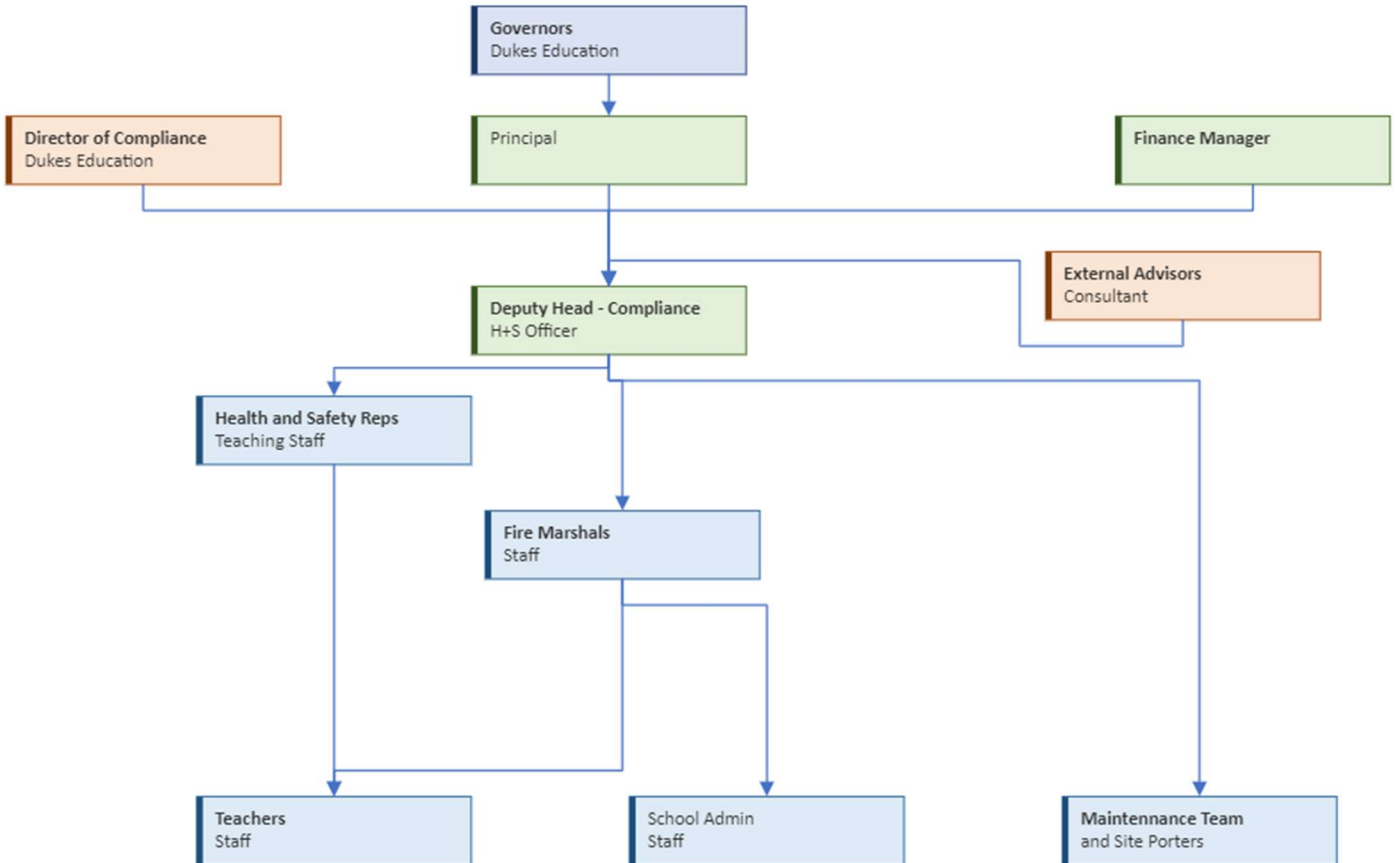 Governors
Dukes Education
Director of Compliance
Dukes Education
Principal
Finance Manager
External Advisors
Consultant
Deputy Head - Compliance
H+S Officer
Health and Safety Reps
Teaching Staff
Fire Marshals
Staff
Teachers
Staff
School Admin
Staff
Maintennance Team
and Site Porters